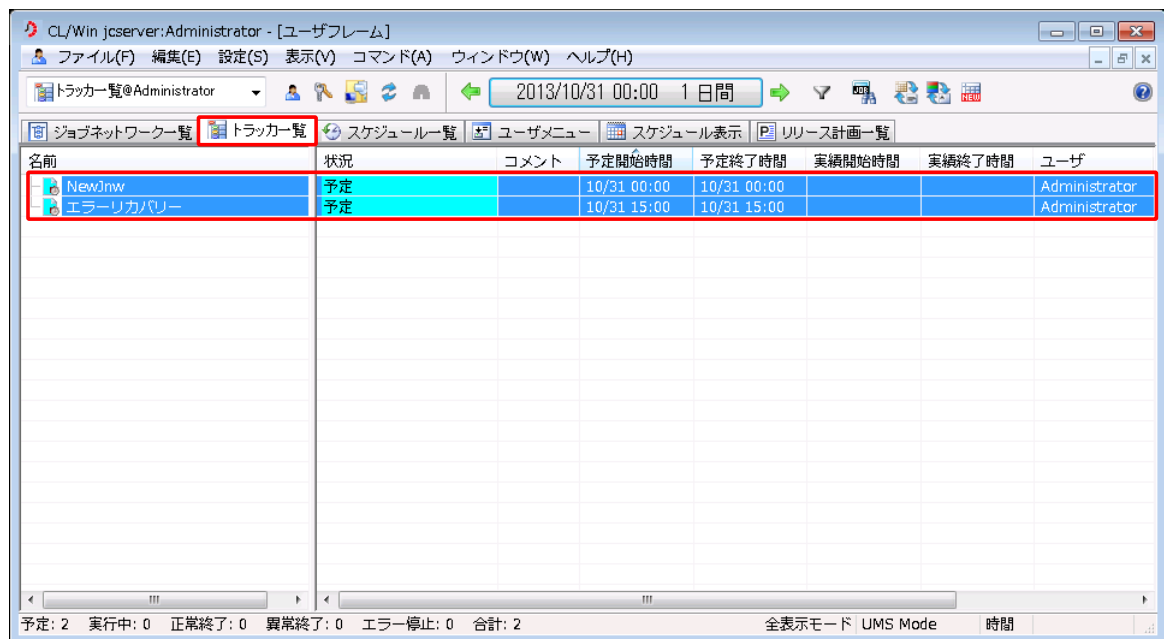 CL/Win jcserver:Administrator - [ユーザフレーム]
ファイル(F) 編集(E) 設定(S) 表示(V) コマンド(A) ウィンドウ(W) ヘルプ(H)
トラッカ一覧@Administrator 2013/10/31 00:00 1 日間 NEW
ジョブネットワーク一覧 トラッカ一覧 スケジュール一覧 ユーザメニュー スケジュール表示 リリース計画一覧
名前 状況 コメント 予定開始時間 予定終了時間 実績開始時間 実績終了時間 ユーザ
NewJnw 予定 10/31 00:00 10/31 00:00 Administrator
エラーリカバリー 予定 10/31 15:00 10/31 15:00 Administrator
予定: 2 実行中: 0 正常終了: 0 異常終了: 0 エラー停止: 0 合計: 2 全表示モード UMS Mode 時間